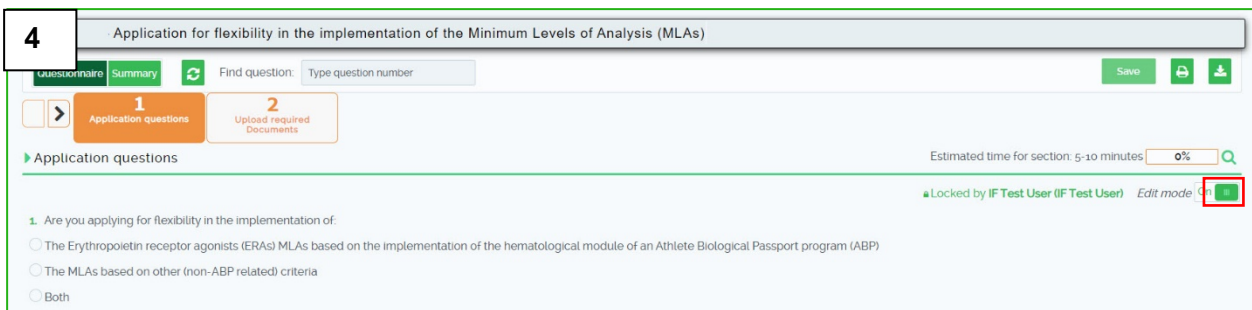 4
Application for flexibility in the implementation of the Minimum Levels of Analysis (MLAs)
Questionnaire Summary Find question: Type question number Save
1 2
Application questions Upload required
Documents
Application questions Estimated time for section: 5-10 minutes 0%
Locked by IF Test User (IF Test User) Edit mode On
1. Are you applying for flexibility in the implementation of:
The Erythropoietin receptor agonists (ERAs) MLAs based on the implementation of the hematological module of an Athlete Biological Passport program (ABP)
The MLAs based on other (non-ABP related) criteria
Both